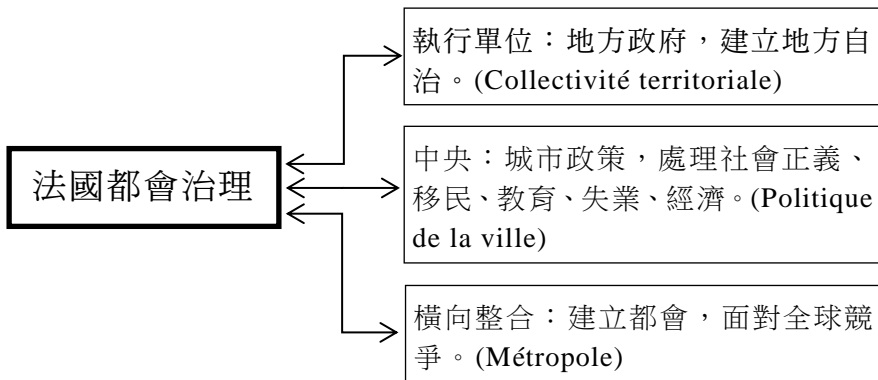 執行單位：地方政府，建立地方自
治。(Collectivité territoriale)
法國都會治理
中央：城市政策，處理社會正義、
移民、教育、失業、經濟。(Politique
de la ville)
橫向整合：建立都會，面對全球競
爭。(Métropole)